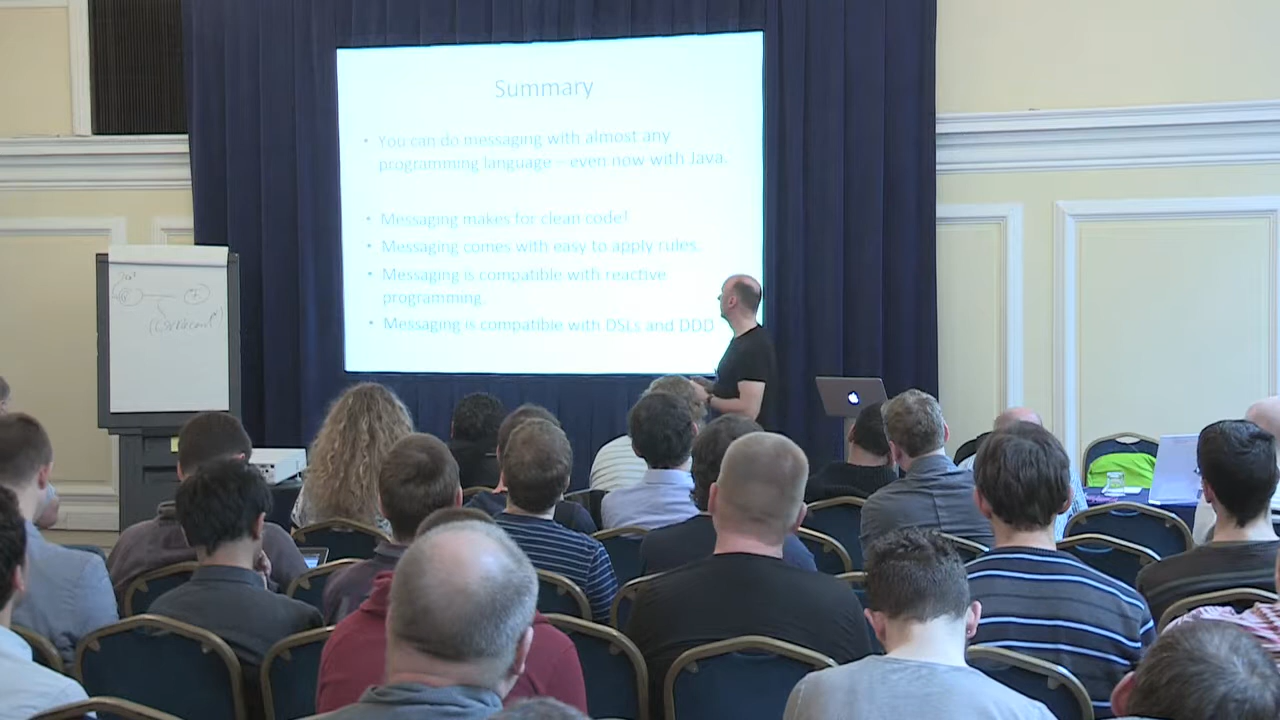 Summary
• You can do messaging with almost any
programming language – even now with Java.
• Messaging makes for clean code!
• Messaging comes with easy to apply rules.
• Messaging is compatible with reactive
programming.
• Messaging is compatible with DSLs and DDD